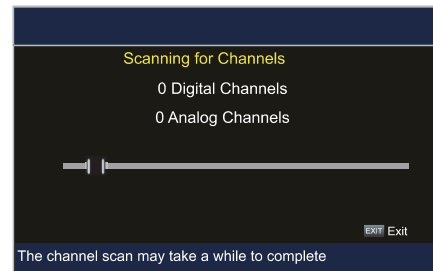 Scanning for Channels
0 Digital Channels
0 Analog Channels
EXIT Exit
The channel scan may take a while to complete